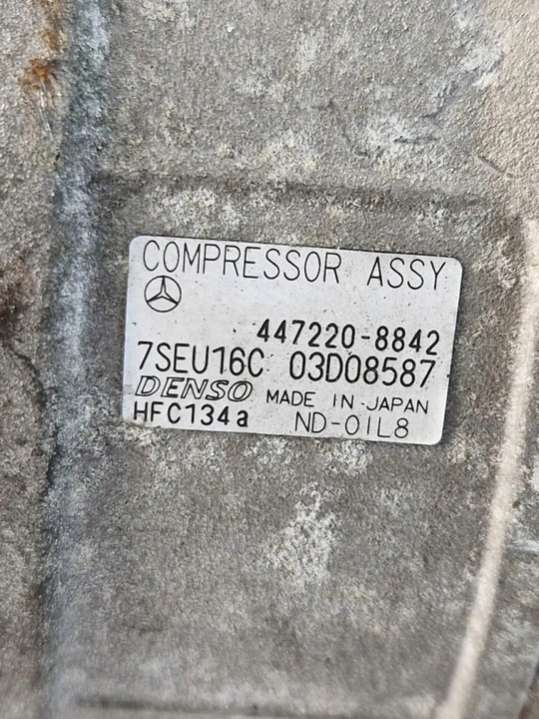 COMPRESSOR ASSY
447220-8842
7SEU16C 03D08587
DENSO MADE IN JAPAN
HFC134a ND-OIL8